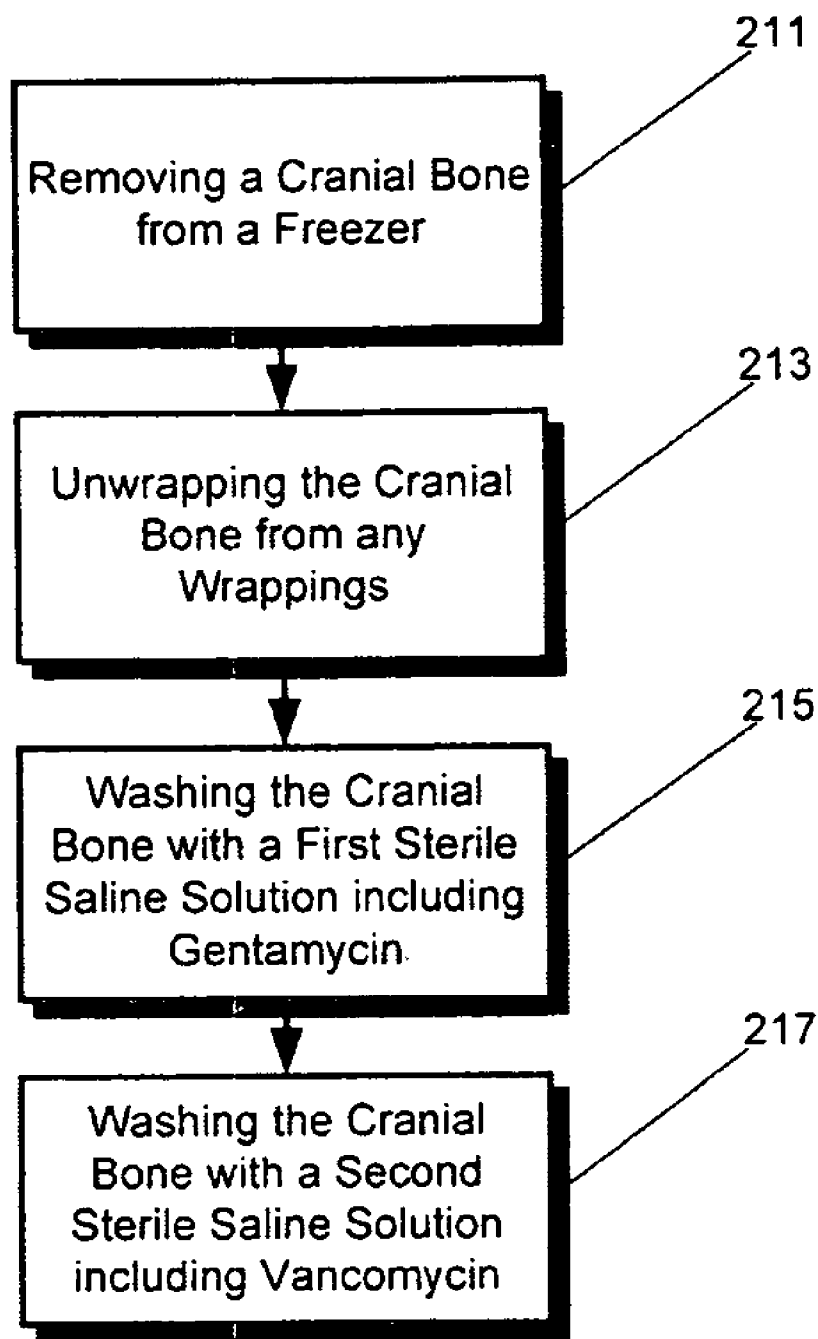 211
Removing a Cranial Bone
from a Freezer
213
Unwrapping the Cranial
Bone from any
Wrappings
215
Washing the Cranial
Bone with a First Sterile
Saline Solution including
Gentamycin
217
Washing the Cranial
Bone with a Second
Sterile Saline Solution
including Vancomycin